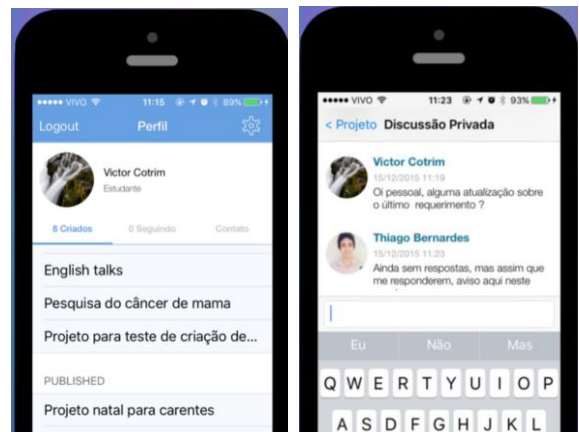 VIVO 11:15 89%
Logout Perfil
Victor Cotrim
Estudante
8 Criados 0 Seguindo Contato
English talks
Pesquisa do câncer de mama
Projeto para teste de criação de...
PUBLISHED
Projeto natal para carentes
VIVO 11:23 93%
< Projeto Discussão Privada
Victor Cotrim
15/12/2015 11:19
Oi pessoal, alguma atualização sobre
o último requerimento ?
Thiago Bernardes
15/12/2015 11:23
Ainda sem respostas, mas assim que
me responderem, aviso aqui neste
Eu Não Mas
Q W E R T Y U I O P
A S D F G H J K L